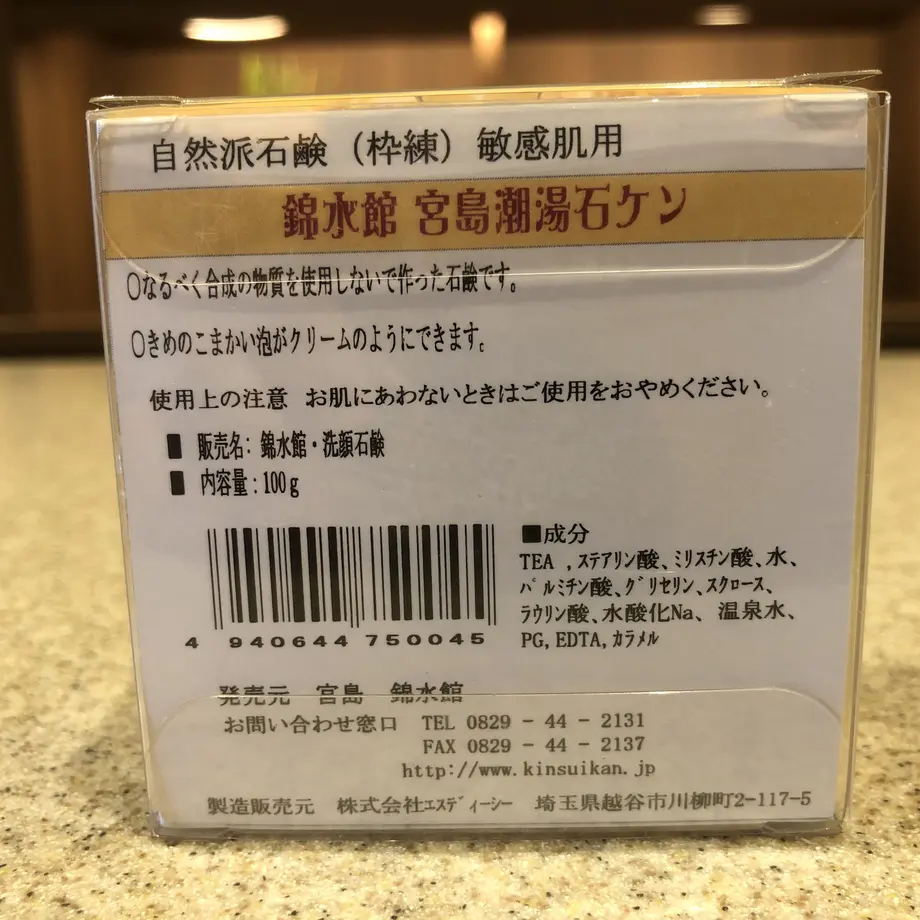 自然派石鹸（枠練）敏感肌用
錦水館 宮島潮湯石ケン
○なるべく合成の物質を使用しないで作った石鹸です。
○きめのこまかい泡がクリームのようにできます。
使用上の注意 お肌にあわないときはご使用をおやめください。
■ 販売名: 錦水館・洗顔石鹸
■ 内容量:100g
■成分
TEA ,ｽﾃｱﾘﾝ酸、ﾐﾘｽﾁﾝ酸、水、
ﾊﾟﾙﾐﾁﾝ酸、ｸﾞﾘｾﾘﾝ、ｽｸﾛｰｽ、
ﾗｳﾘﾝ酸、水酸化Na、温泉水、
PG, EDTA, ｶﾗﾒﾙ
4 940644 750045
発売元 宮島 錦水館
お問い合わせ窓口 TEL 0829 - 44 - 2131
FAX 0829 - 44 - 2137
http://www.kinsuikan.jp
製造販売元 株式会社ｴｽﾃﾞｨｰｼｰ 埼玉県越谷市川柳町2-117-5